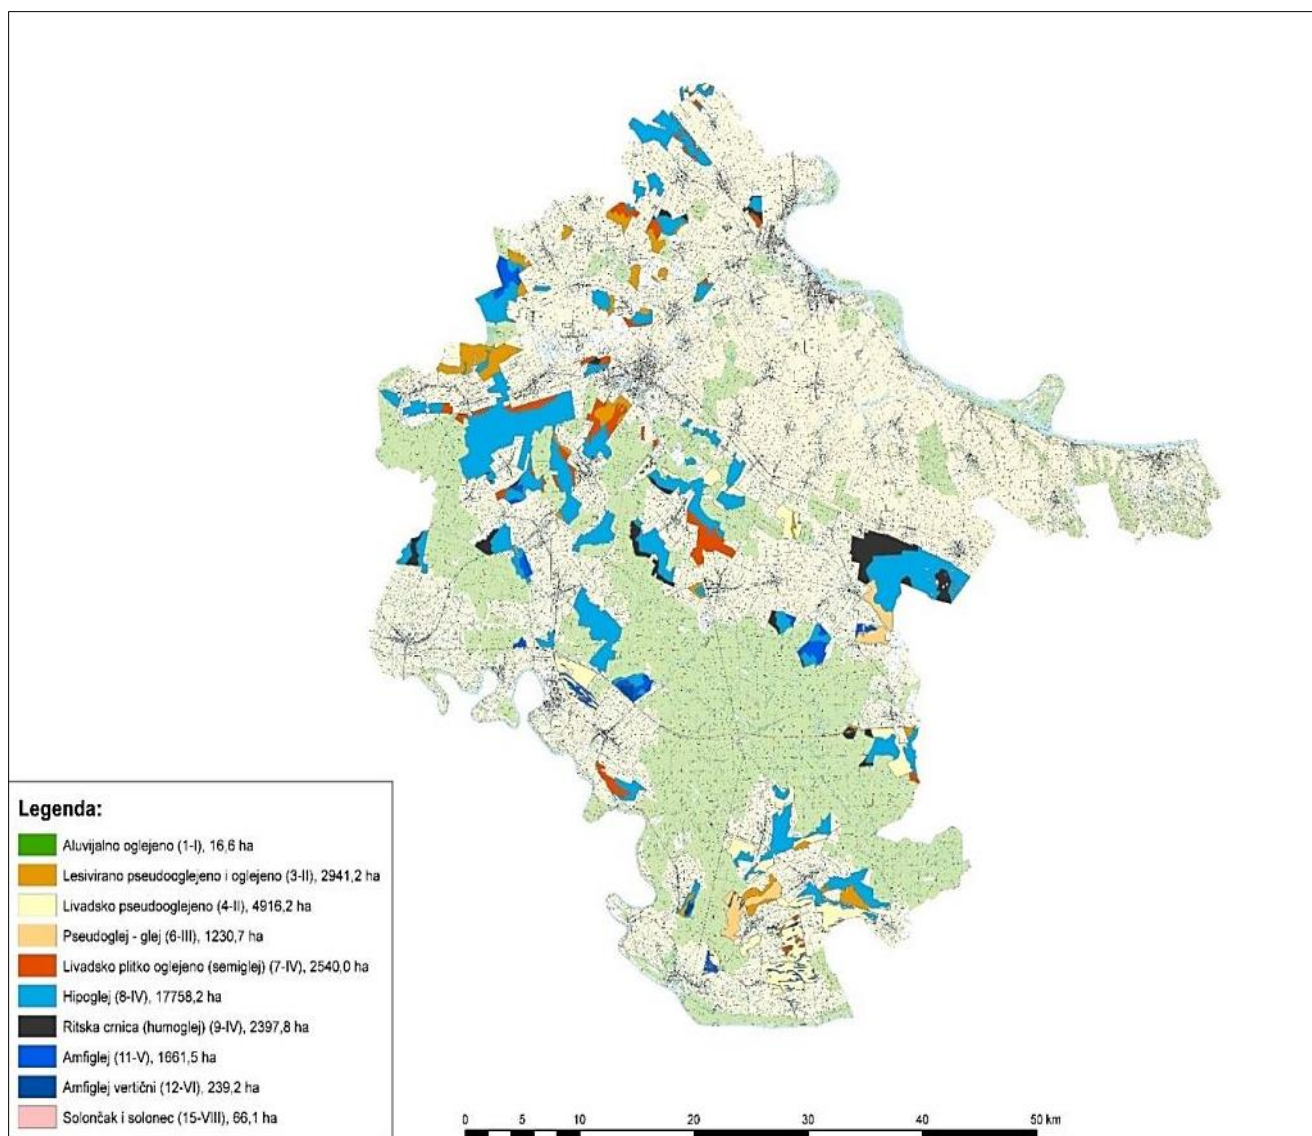 Legenda:
Aluvijalno oglejeno (1-I), 16,6 ha
Lesivirano pseudooglejeno i oglejeno (3-II), 2941,2 ha
Livadsko pseudooglejeno (4-II), 4916,2 ha
Pseudoglej - glej (6-III), 1230,7 ha
Livadsko plitko oglejeno (semiglej) (7-IV), 2540,0 ha
Hipoglej (8-IV), 17758,2 ha
Ritska crnica (humoglej) (9-IV), 2397,8 ha
Amfiglej (11-V), 1661,5 ha
Amfiglej vertični (12-VI), 239,2 ha
Solončak i solonec (15-VIII), 66,1 ha
0 5 10 20 30 40 50 km